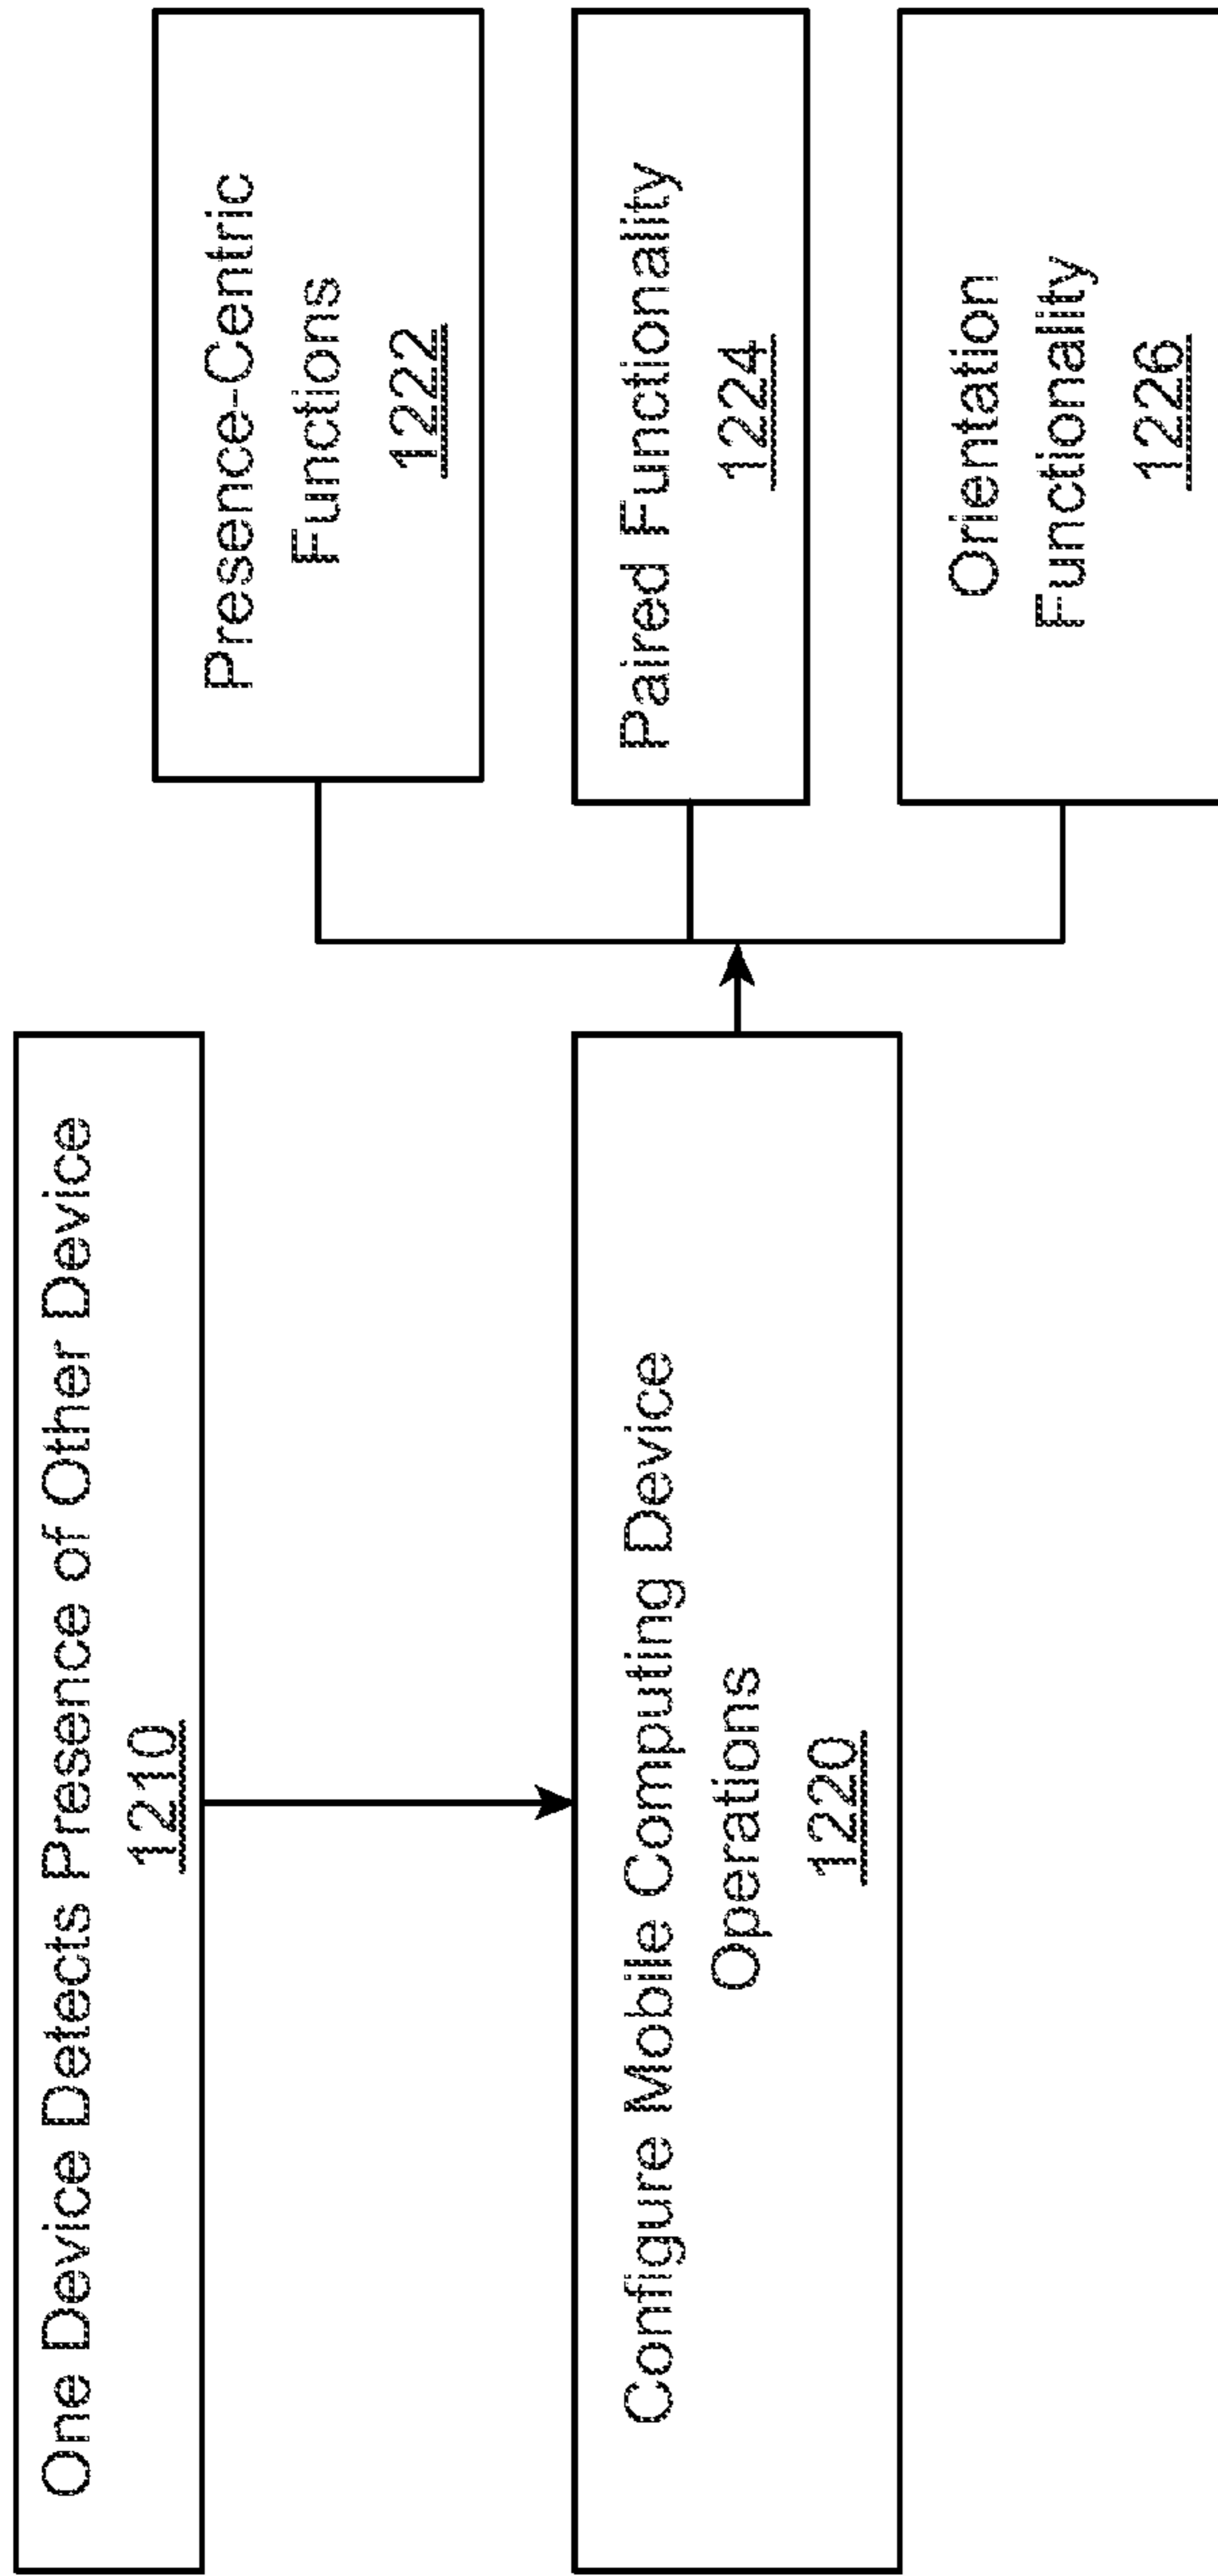 One Device Detects Presence of Other Device
1210
Configure Mobile Computing Device
Operations
1220
Presence-Centric
Functions
1222
Paired Functionality
1224
Orientation
Functionality
1226